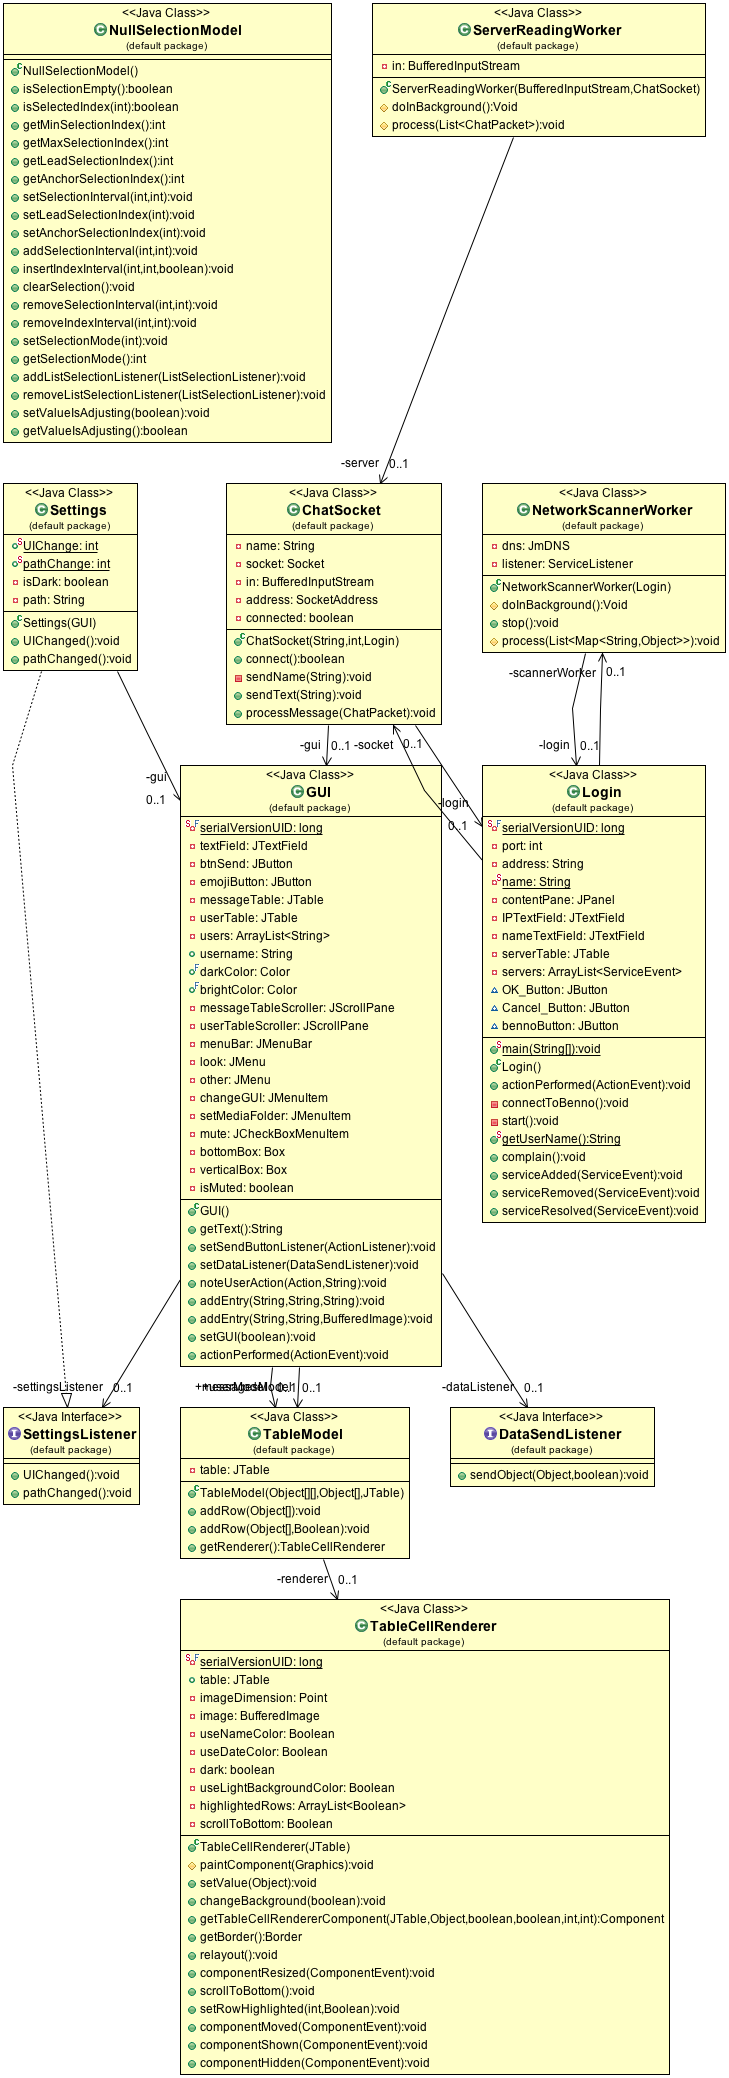 <<Java Class>>
NullSelectionModel
(default package)
NullSelectionModel()
isSelectionEmpty():boolean
isSelectedIndex(int):boolean
getMinSelectionIndex():int
getMaxSelectionIndex():int
getLeadSelectionIndex():int
getAnchorSelectionIndex():int
setSelectionInterval(int,int):void
setLeadSelectionIndex(int):void
setAnchorSelectionIndex(int):void
addSelectionInterval(int,int):void
insertIndexInterval(int,int,boolean):void
clearSelection():void
removeSelectionInterval(int,int):void
removeIndexInterval(int,int):void
setSelectionMode(int):void
getSelectionMode():int
addListSelectionListener(ListSelectionListener):void
removeListSelectionListener(ListSelectionListener):void
setValueIsAdjusting(boolean):void
getValueIsAdjusting():boolean
<<Java Class>>
ServerReadingWorker
(default package)
in: BufferedInputStream
ServerReadingWorker(BufferedInputStream,ChatSocket)
doInBackground():Void
process(List<ChatPacket>):void
-server 0..1
<<Java Class>>
Settings
(default package)
UIChange: int
pathChange: int
isDark: boolean
path: String
Settings(GUI)
UIChanged():void
pathChanged():void
<<Java Class>>
ChatSocket
(default package)
name: String
socket: Socket
in: BufferedInputStream
address: SocketAddress
connected: boolean
ChatSocket(String,int,Login)
connect():boolean
sendName(String):void
sendText(String):void
processMessage(ChatPacket):void
<<Java Class>>
NetworkScannerWorker
(default package)
dns: JmDNS
listener: ServiceListener
NetworkScannerWorker(Login)
doInBackground():Void
stop():void
process(List<Map<String,Object>>):void
-scannerWorker 0..1
-gui 0..1
-socket 0..1
-login 0..1
-gui
0..1
-login
0..1
<<Java Class>>
GUI
(default package)
serialVersionUID: long
textField: JTextField
btnSend: JButton
emojiButton: JButton
messageTable: JTable
userTable: JTable
users: ArrayList<String>
username: String
darkColor: Color
brightColor: Color
messageTableScroller: JScrollPane
userTableScroller: JScrollPane
menuBar: JMenuBar
look: JMenu
other: JMenu
changeGUI: JMenuItem
setMediaFolder: JMenuItem
mute: JCheckBoxMenuItem
bottomBox: Box
verticalBox: Box
isMuted: boolean
GUI()
getText():String
setSendButtonListener(ActionListener):void
setDataListener(DataSendListener):void
noteUserAction(Action,String):void
addEntry(String,String,String):void
addEntry(String,String,BufferedImage):void
setGUI(boolean):void
actionPerformed(ActionEvent):void
<<Java Class>>
Login
(default package)
serialVersionUID: long
port: int
address: String
name: String
contentPane: JPanel
IPTextField: JTextField
nameTextField: JTextField
serverTable: JTable
servers: ArrayList<ServiceEvent>
OK_Button: JButton
Cancel_Button: JButton
bennoButton: JButton
main(String[]):void
Login()
actionPerformed(ActionEvent):void
connectToBenno():void
start():void
getUserName():String
complain():void
serviceAdded(ServiceEvent):void
serviceRemoved(ServiceEvent):void
serviceResolved(ServiceEvent):void
-settingsListener 0..1
0..1
0..1
-dataListener 0..1
<<Java Interface>>
SettingsListener
(default package)
UIChanged():void
pathChanged():void
<<Java Class>>
TableModel
(default package)
table: JTable
TableModel(Object[][],Object[],JTable)
addRow(Object[]):void
addRow(Object[],Boolean):void
getRenderer():TableCellRenderer
<<Java Interface>>
DataSendListener
(default package)
sendObject(Object,boolean):void
-renderer 0..1
<<Java Class>>
TableCellRenderer
(default package)
serialVersionUID: long
table: JTable
imageDimension: Point
image: BufferedImage
useNameColor: Boolean
useDateColor: Boolean
dark: boolean
useLightBackgroundColor: Boolean
highlightedRows: ArrayList<Boolean>
scrollToBottom: Boolean
TableCellRenderer(JTable)
paintComponent(Graphics):void
setValue(Object):void
changeBackground(boolean):void
getTableCellRendererComponent(JTable,Object,boolean,boolean,int,int):Component
getBorder():Border
relayout():void
componentResized(ComponentEvent):void
scrollToBottom():void
setRowHighlighted(int,Boolean):void
componentMoved(ComponentEvent):void
componentShown(ComponentEvent):void
componentHidden(ComponentEvent):void